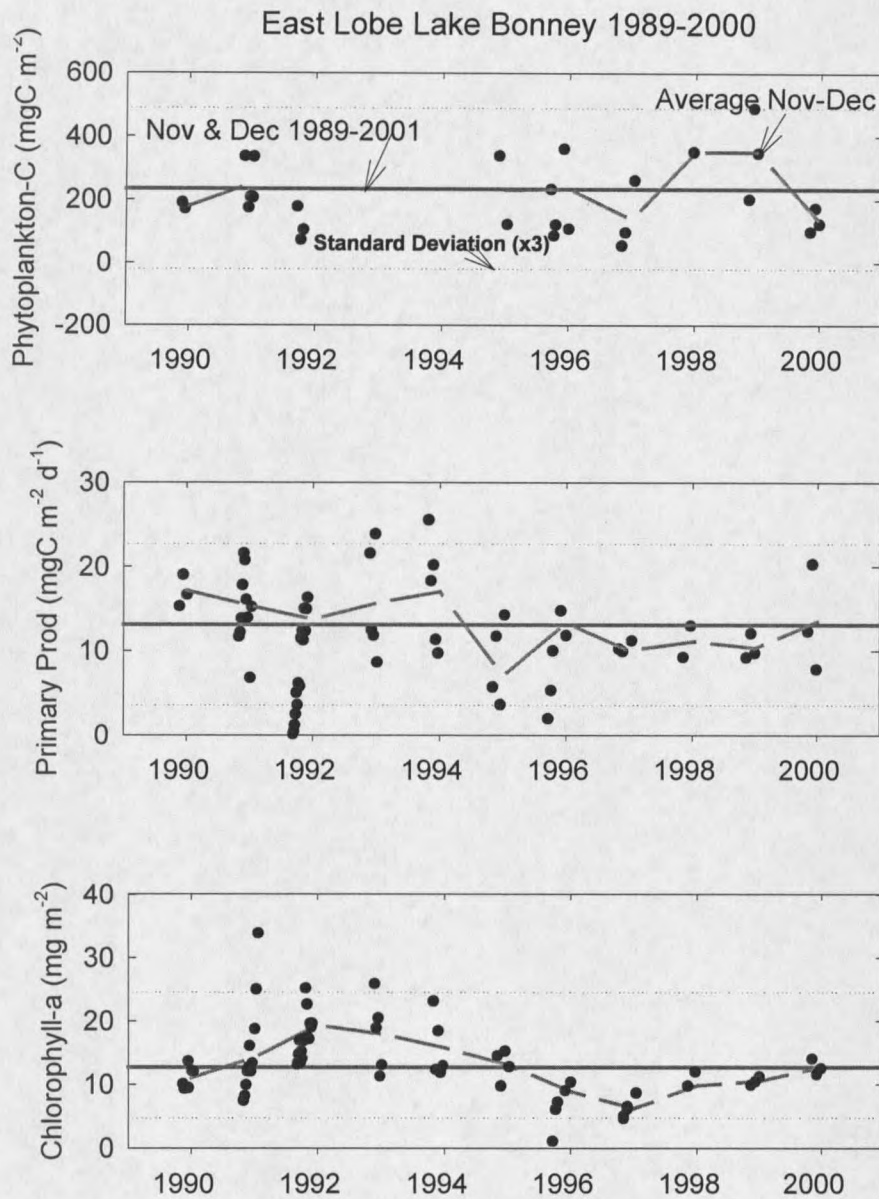 East Lobe Lake Bonney 1989-2000
Phytoplankton-C (mgC m-2)
600
400
200
0
-200
Nov & Dec 1989-2001
Average Nov-Dec
Standard Deviation (x3)
1990 1992 1994 1996 1998 2000
Primary Prod (mgC m-2 d-1)
30
20
10
0
1990 1992 1994 1996 1998 2000
Chlorophyll-a (mg m-2)
40
30
20
10
0
1990 1992 1994 1996 1998 2000